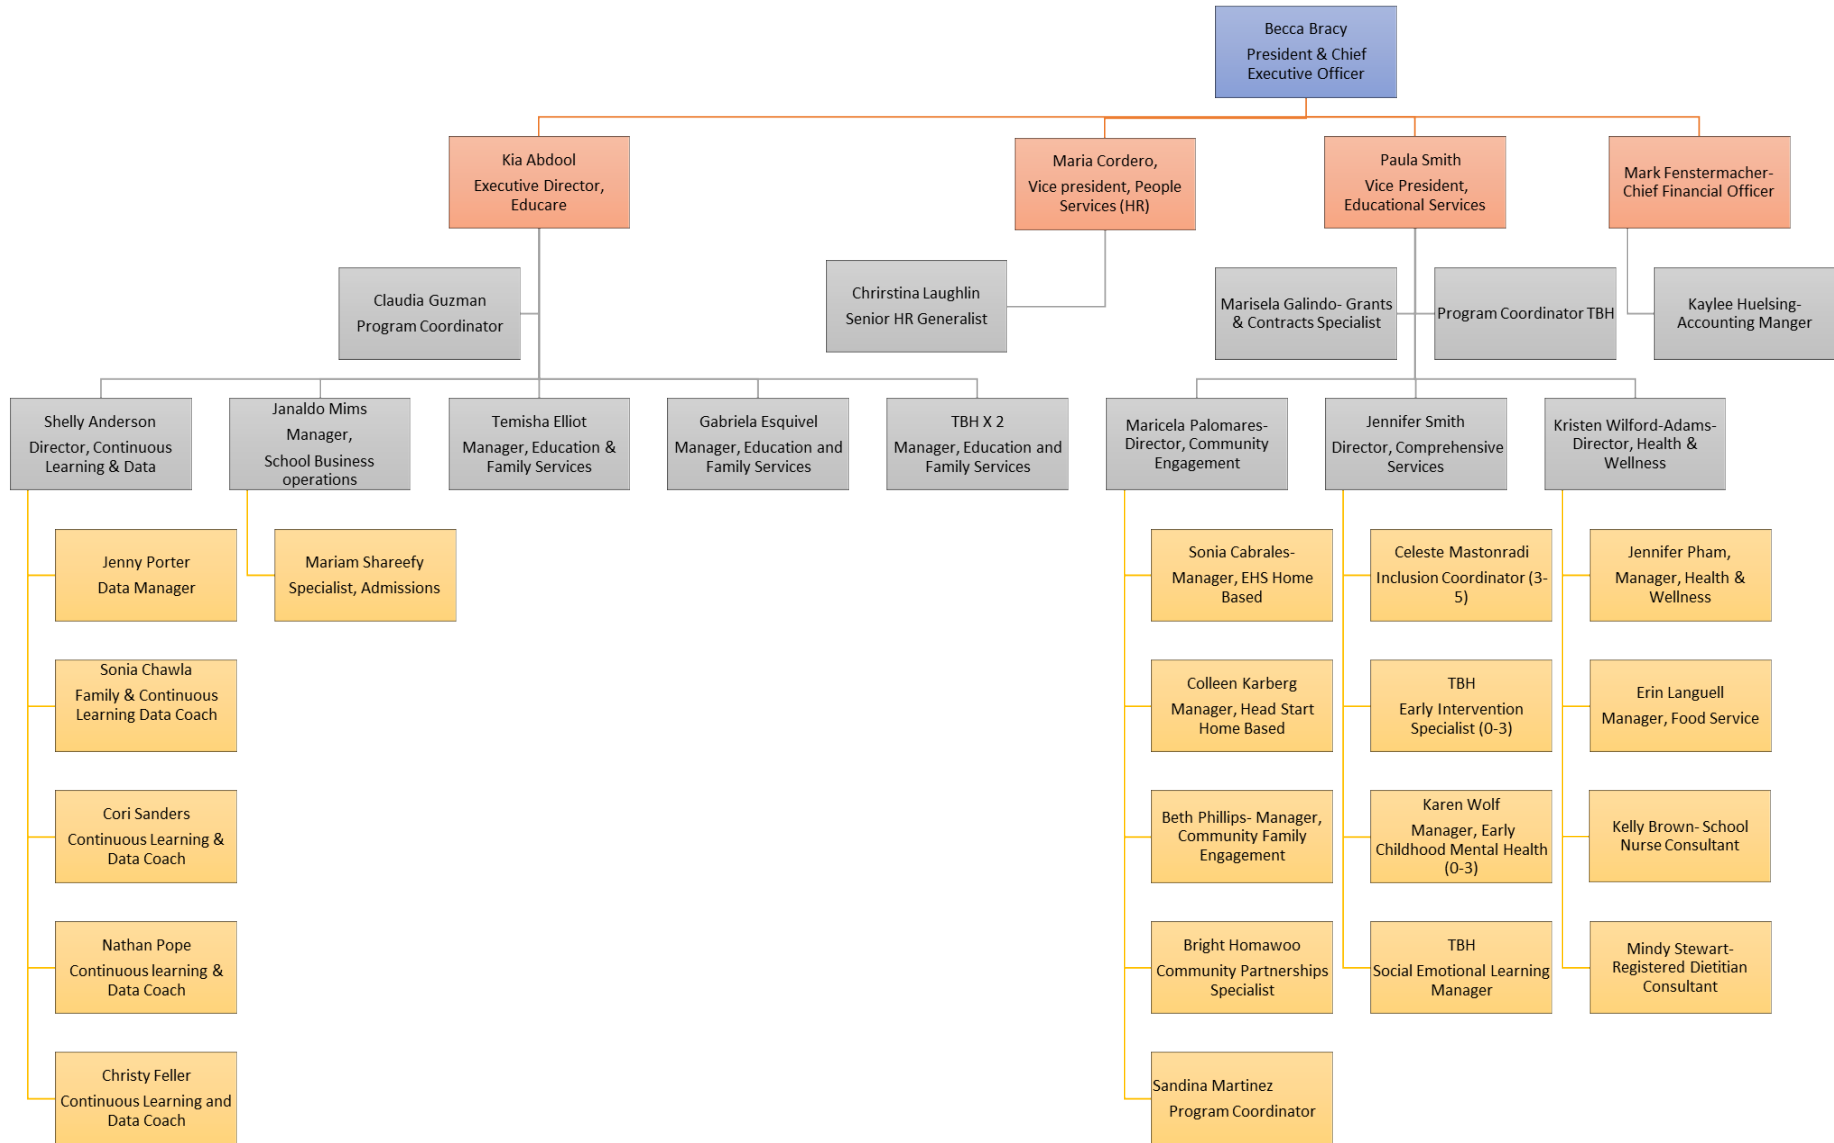 Becca Bracy
President & Chief
Executive Officer
Kia Abdool
Executive Director,
Educare
Maria Cordero,
Vice president, People
Services (HR)
Paula Smith
Vice President,
Educational Services
Mark Fenstermacher-
Chief Financial Officer
Claudia Guzman
Program Coordinator
Chrirstina Laughlin
Senior HR Generalist
Marisela Galindo- Grants
& Contracts Specialist
Program Coordinator TBH
Kaylee Huelsing-
Accounting Manger
Shelly Anderson
Director, Continuous
Learning & Data
Janaldo Mims
Manager,
School Business
operations
Temisha Elliot
Manager, Education &
Family Services
Gabriela Esquivel
Manager, Education and
Family Services
TBH X 2
Manager, Education and
Family Services
Maricela Palomares-
Director, Community
Engagement
Jennifer Smith
Director, Comprehensive
Services
Kristen Wilford-Adams-
Director, Health &
Wellness
Jenny Porter
Data Manager
Mariam Shareefy
Specialist, Admissions
Sonia Cabrales-
Manager, EHS Home
Based
Celeste Mastonradi
Inclusion Coordinator (3-
5)
Jennifer Pham,
Manager, Health &
Wellness
Sonia Chawla
Family & Continuous
Learning Data Coach
Colleen Karberg
Manager, Head Start
Home Based
TBH
Early Intervention
Specialist (0-3)
Erin Languell
Manager, Food Service
Cori Sanders
Continuous Learning &
Data Coach
Beth Phillips- Manager,
Community Family
Engagement
Karen Wolf
Manager, Early
Childhood Mental Health
(0-3)
Kelly Brown- School
Nurse Consultant
Nathan Pope
Continuous learning &
Data Coach
Bright Homawoo
Community Partnerships
Specialist
TBH
Social Emotional Learning
Manager
Mindy Stewart-
Registered Dietitian
Consultant
Christy Feller
Continuous Learning and
Data Coach
Sandina Martinez
Program Coordinator